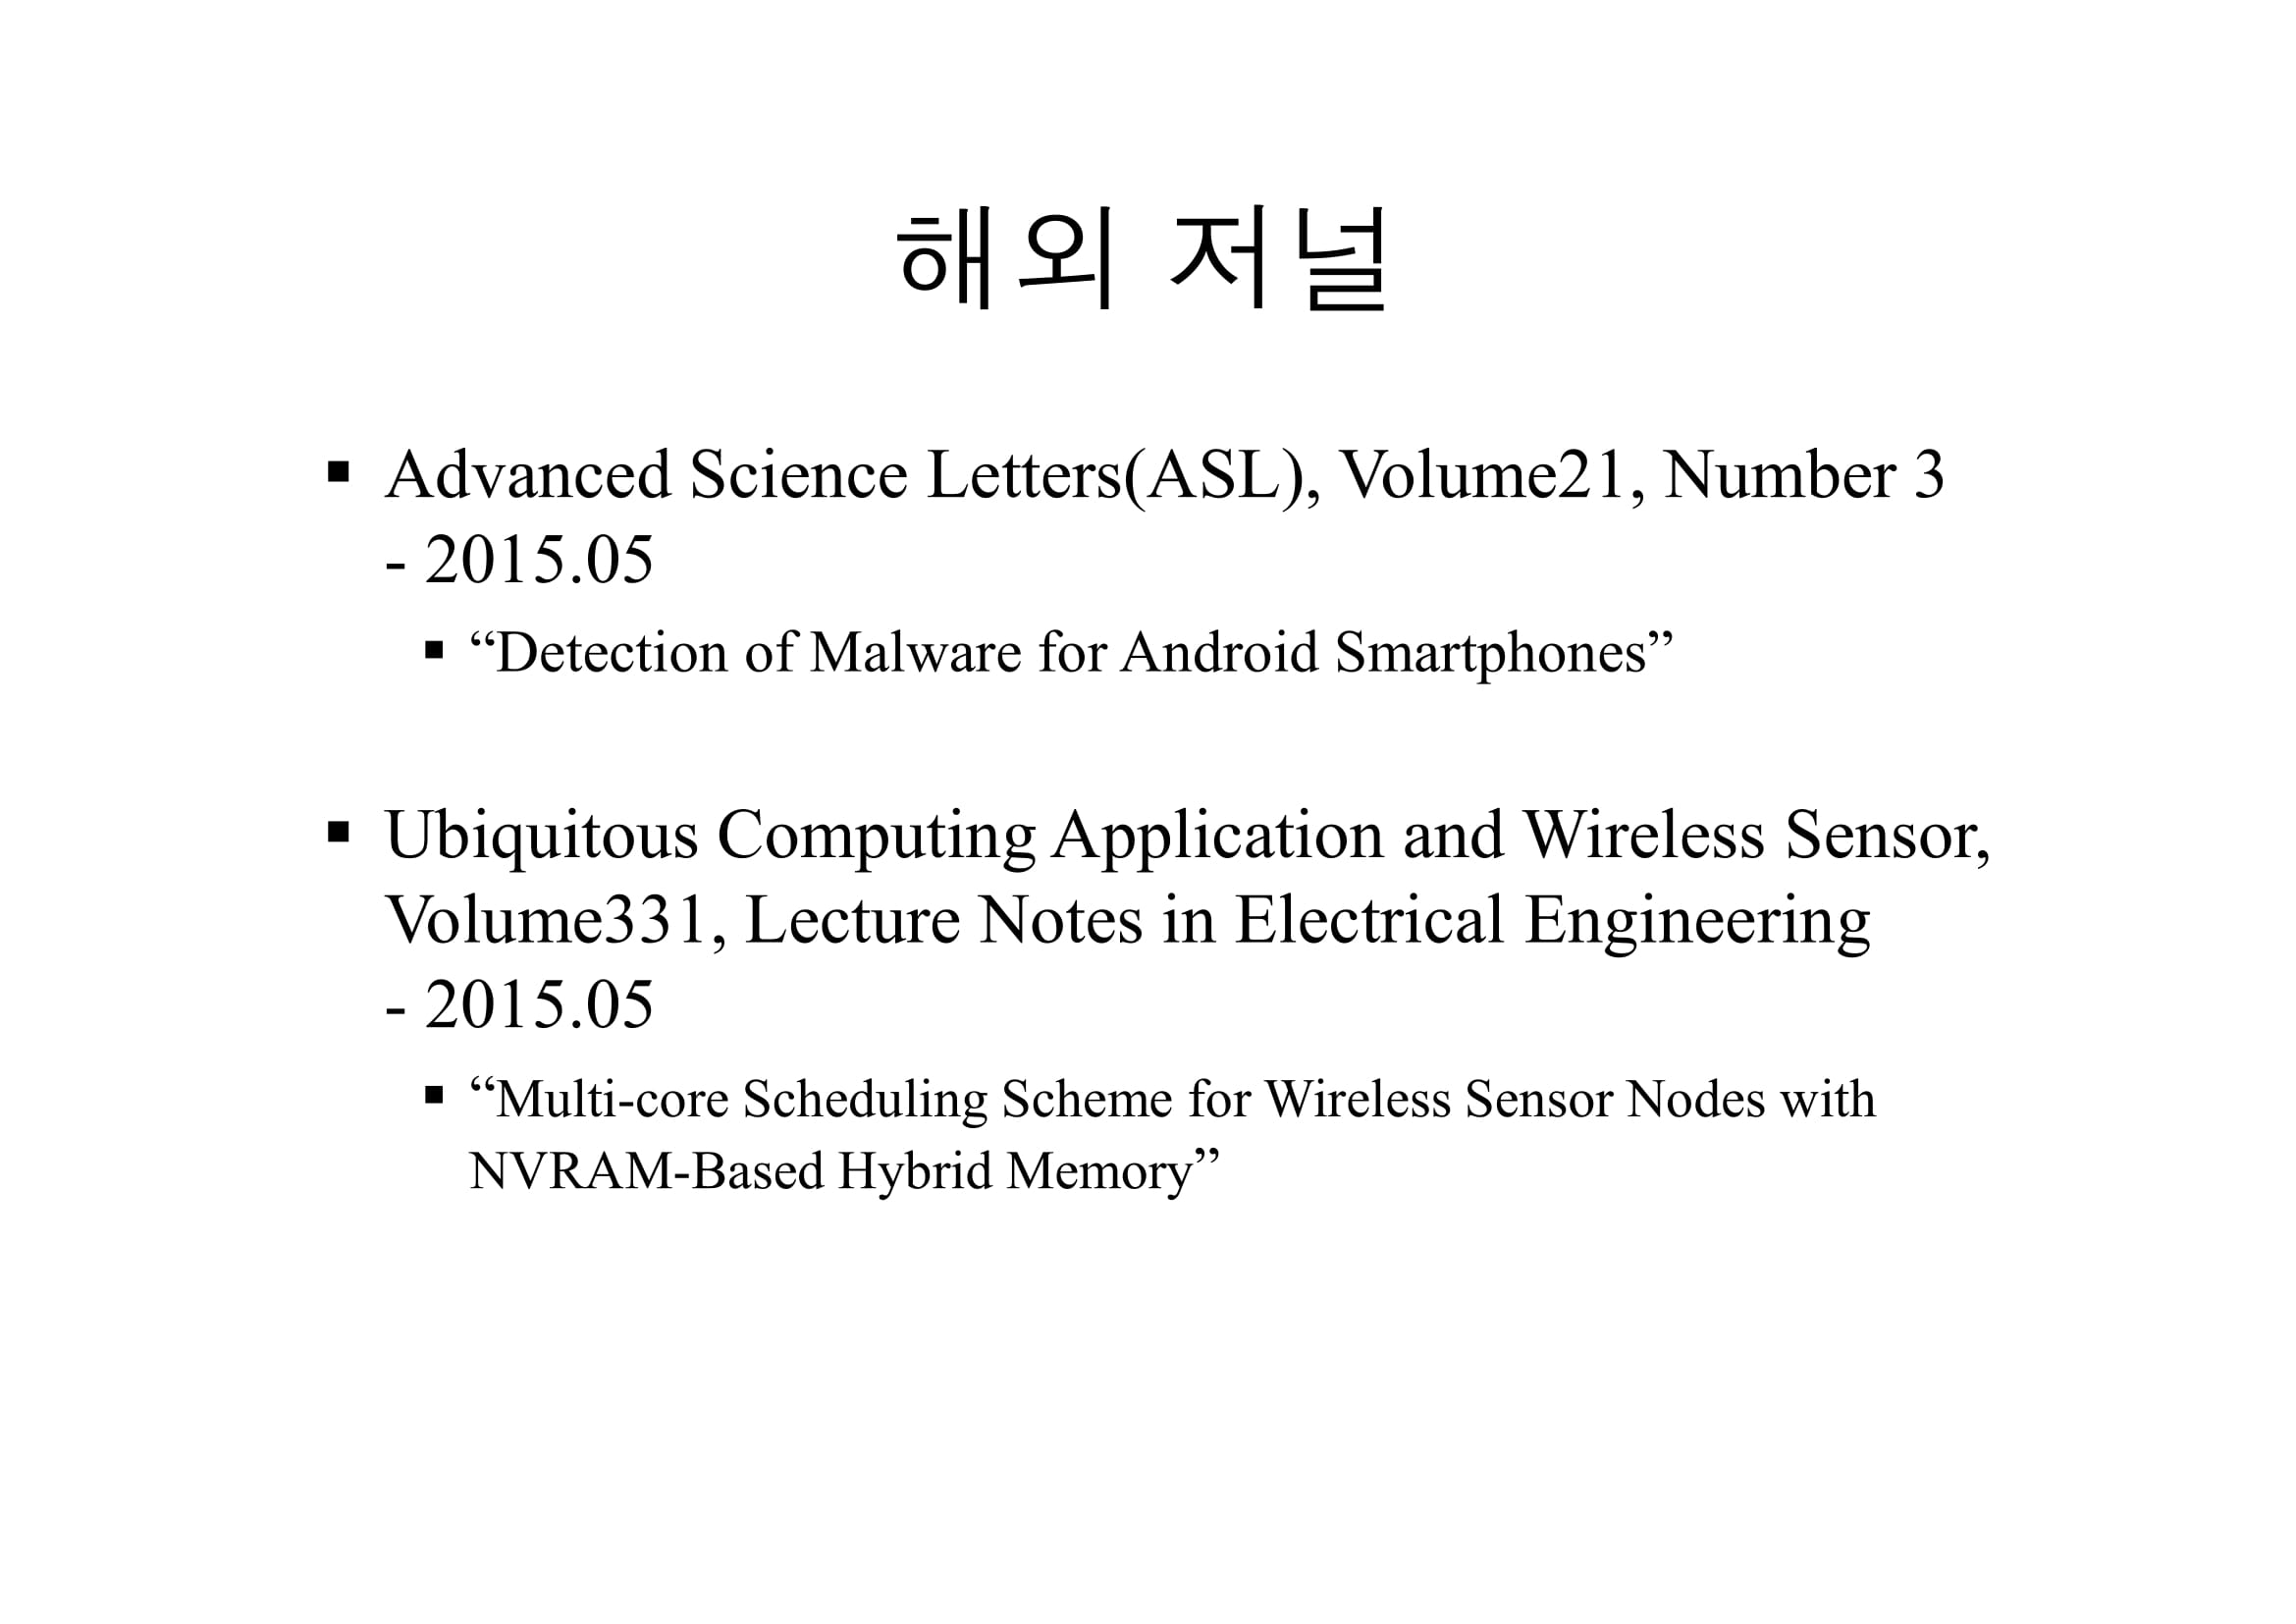 해외 저널
▪ Advanced Science Letters(ASL), Volume21, Number 3
- 2015.05
▪ “Detection of Malware for Android Smartphones”
▪ Ubiquitous Computing Application and Wireless Sensor,
Volume331, Lecture Notes in Electrical Engineering
- 2015.05
▪ “Multi-core Scheduling Scheme for Wireless Sensor Nodes with
NVRAM-Based Hybrid Memory”